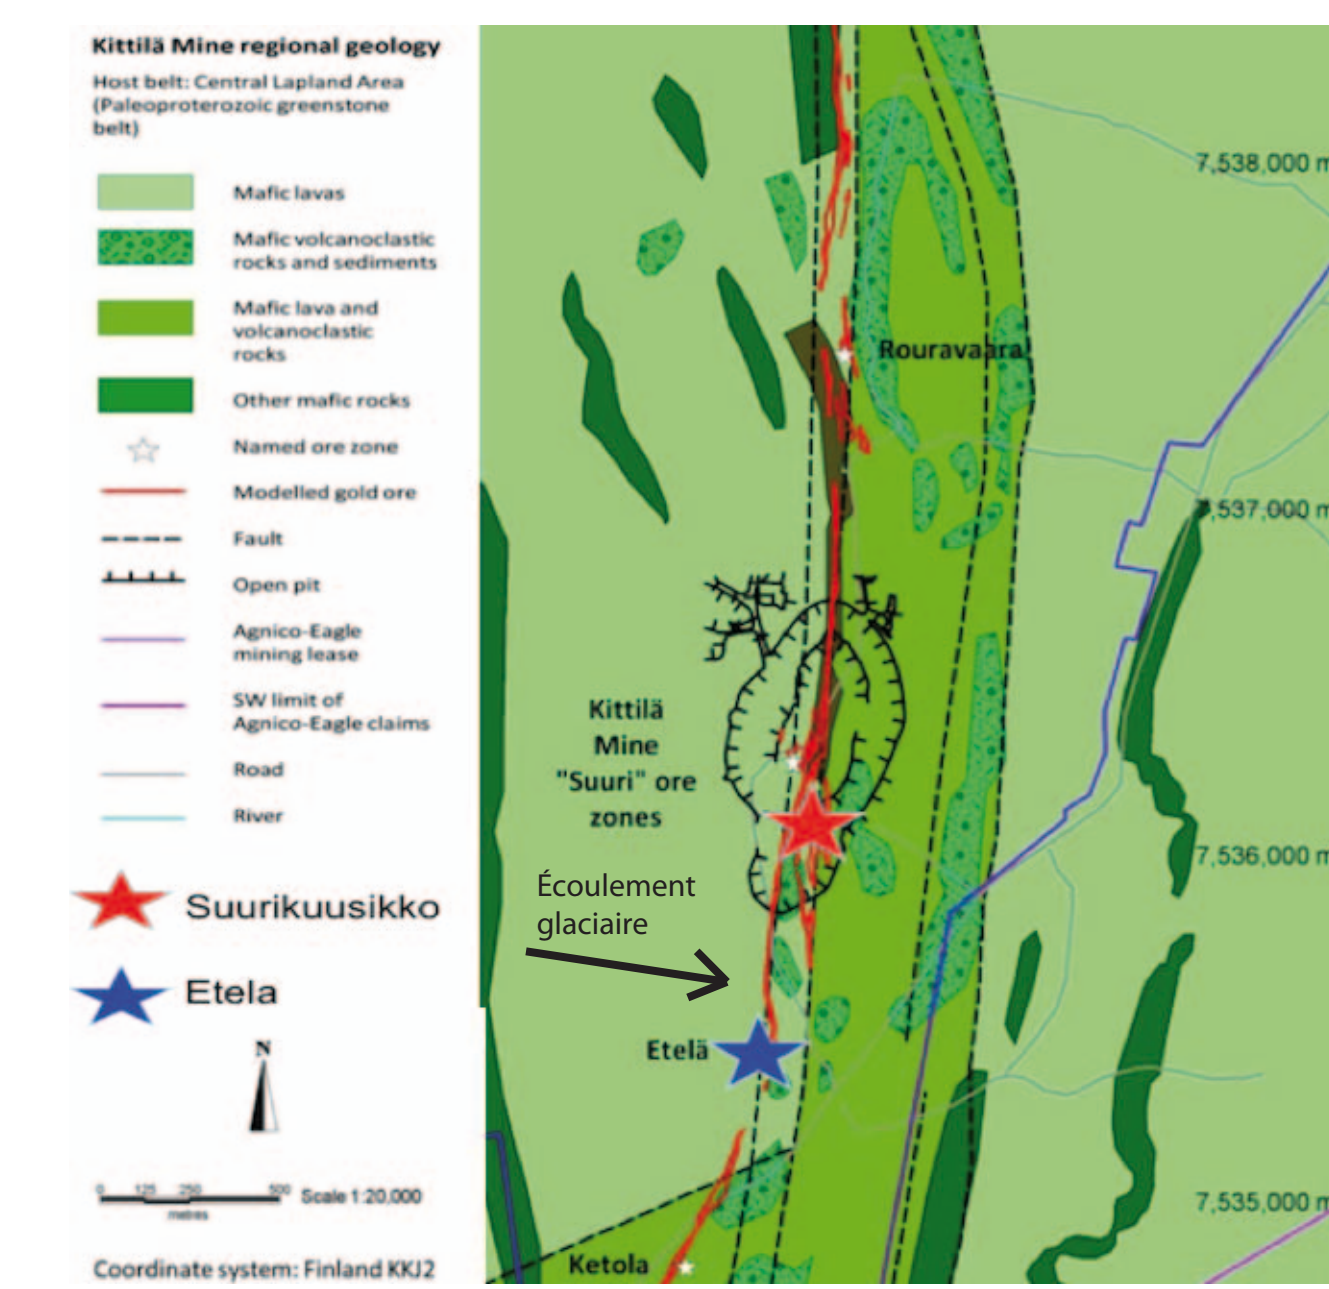 Kittilä Mine regional geology
Host belt: Central Lapland Area
(Paleoproterozoic greenstone
belt)
Mafic lavas
Mafic volcanoclastic
rocks and sediments
Mafic lava and
volcanoclastic
rocks
Other mafic rocks
Named ore zone
Modelled gold ore
Fault
Open pit
Agnico-Eagle
mining lease
SW limit of
Agnico-Eagle claims
Road
River
Suurikuusikko
Etela
N
0 125 250 500 Scale 1:20,000
metres
Coordinate system: Finland KKJ2
7,538,000 m
Rouravaara
7,537,000 m
Kittilä
Mine
"Suuri" ore
zones
7,536,000 m
Écoulement
glaciaire
Etelä
7,535,000 m
Ketola